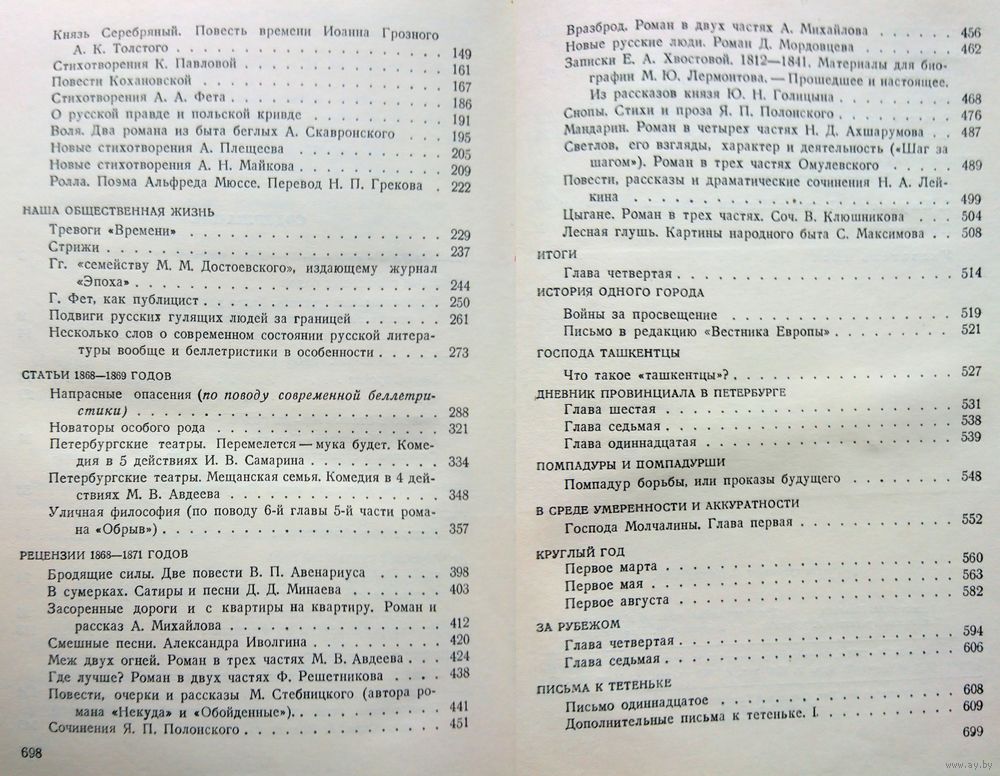 Князь Серебряный. Повесть времени Иоанна Грозного
А. К. Толстого . . . . . . . . . . . . . . . . . . . 149
Стихотворения К. Павловой . . . . . . . . . . . . . . 161
Повести Кохановской . . . . . . . . . . . . . . . . . 167
Стихотворения А. А. Фета . . . . . . . . . . . . . . . 186
О русской правде и польской кривде . . . . . . . . . . 191
Воля. Два романа из быта беглых А. Скавронского . . . . 195
Новые стихотворения А. Плещеева . . . . . . . . . . . 205
Новые стихотворения А. Н. Майкова . . . . . . . . . . 209
Ролла. Поэма Альфреда Мюссе. Перевод Н. П. Грекова . 222
НАША ОБЩЕСТВЕННАЯ ЖИЗНЬ
Тревоги «Времени» . . . . . . . . . . . . . . . . . . 229
Стрижи . . . . . . . . . . . . . . . . . . . . . . . 237
Гг. «семейству М. М. Достоевского», издающему журнал
«Эпоха» . . . . . . . . . . . . . . . . . . . . . . . 244
Г. Фет, как публицист . . . . . . . . . . . . . . . . 250
Подвиги русских гулящих людей за границей . . . . . . 261
Несколько слов о современном состоянии русской литера-
туры вообще и беллетристики в особенности . . . . . 273
СТАТЬИ 1868—1869 ГОДОВ
Напрасные опасения (по поводу современной беллетри-
стики) . . . . . . . . . . . . . . . . . . . . . . . 288
Новаторы особого рода . . . . . . . . . . . . . . . . 321
Петербургские театры. Перемелется — мука будет. Коме-
дия в 5 действиях И. В. Самарина . . . . . . . . . . 334
Петербургские театры. Мещанская семья. Комедия в 4 дей-
ствиях М. В. Авдеева . . . . . . . . . . . . . . . . 348
Уличная философия (по поводу 6-й главы 5-й части рома-
на «Обрыв») . . . . . . . . . . . . . . . . . . . . . 357
РЕЦЕНЗИИ 1868—1871 ГОДОВ
Бродящие силы. Две повести В. П. Авенариуса . . . . . 398
В сумерках. Сатиры и песни Д. Д. Минаева . . . . . . . 403
Засоренные дороги и с квартиры на квартиру. Роман и
рассказ А. Михайлова . . . . . . . . . . . . . . . . 412
Смешные песни. Александра Иволгина . . . . . . . . . . 420
Меж двух огней. Роман в трех частях М. В. Авдеева . . . 424
Где лучше? Роман в двух частях Ф. Решетникова . . . . 438
Повести, очерки и рассказы М. Стебницкого (автора ро-
мана «Некуда» и «Обойденные») . . . . . . . . . . . . 441
Сочинения Я. П. Полонского . . . . . . . . . . . . . . 451
698
Вразброд. Роман в двух частях А. Михайлова . . . . . . 456
Новые русские люди. Роман Д. Мордовцева . . . . . . . 462
Записки Е. А. Хвостовой. 1812—1841. Материалы для био-
графии М. Ю. Лермонтова. — Прошедшее и настоящее.
Из рассказов князя Ю. Н. Голицына . . . . . . . . . . 468
Снопы. Стихи и проза Я. П. Полонского . . . . . . . . 476
Мандарин. Роман в четырех частях Н. Д. Ахшарумова . . 487
Светлов, его взгляды, характер и деятельность («Шаг за
шагом»). Роман в трех частях Омулевского . . . . . . 489
Повести, рассказы и драматические сочинения Н. А. Лей-
кина . . . . . . . . . . . . . . . . . . . . . . . . 499
Цыгане. Роман в трех частях. Соч. В. Клюшникова . . . 504
Лесная глушь. Картины народного быта С. Максимова . . 508
ИТОГИ
Глава четвертая . . . . . . . . . . . . . . . . . . . 514
ИСТОРИЯ ОДНОГО ГОРОДА
Войны за просвещение . . . . . . . . . . . . . . . . 519
Письмо в редакцию «Вестника Европы» . . . . . . . . . 521
ГОСПОДА ТАШКЕНТЦЫ
Что такое «ташкентцы»? . . . . . . . . . . . . . . . . 527
ДНЕВНИК ПРОВИНЦИАЛА В ПЕТЕРБУРГЕ
Глава шестая . . . . . . . . . . . . . . . . . . . . 531
Глава седьмая . . . . . . . . . . . . . . . . . . . . 538
Глава одиннадцатая . . . . . . . . . . . . . . . . . 539
ПОМПАДУРЫ И ПОМПАДУРШИ
Помпадур борьбы, или проказы будущего . . . . . . . . 548
В СРЕДЕ УМЕРЕННОСТИ И АККУРАТНОСТИ
Господа Молчалины. Глава первая . . . . . . . . . . . 552
КРУГЛЫЙ ГОД
Первое марта . . . . . . . . . . . . . . . . . . . . 560
Первое мая . . . . . . . . . . . . . . . . . . . . . 563
Первое августа . . . . . . . . . . . . . . . . . . . 582
ЗА РУБЕЖОМ
Глава четвертая . . . . . . . . . . . . . . . . . . . 594
Глава седьмая . . . . . . . . . . . . . . . . . . . . 606
ПИСЬМА К ТЕТЕНЬКЕ
Письмо одиннадцатое . . . . . . . . . . . . . . . . . 608
Дополнительные письма к тетеньке. I . . . . . . . . . 609
699
www.ay.by